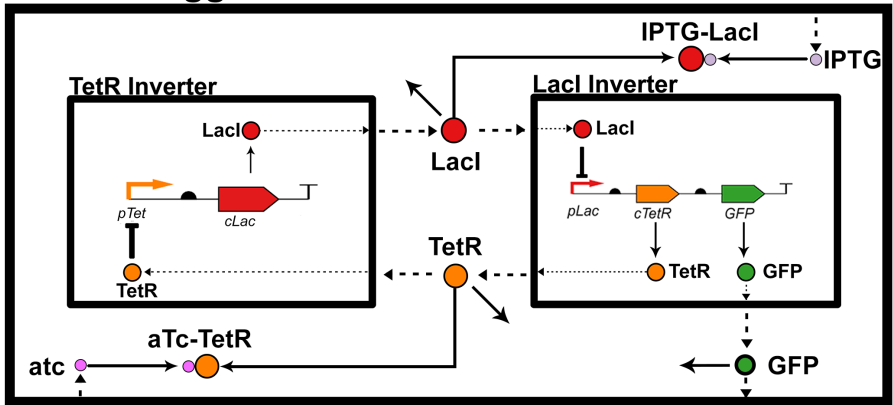 IPTG-LacI
IPTG
TetR Inverter
LacI Inverter
LacI
LacI
LacI
pTet
cLac
pLac
cTetR
GFP
TetR
TetR
TetR
GFP
aTc-TetR
atc
GFP